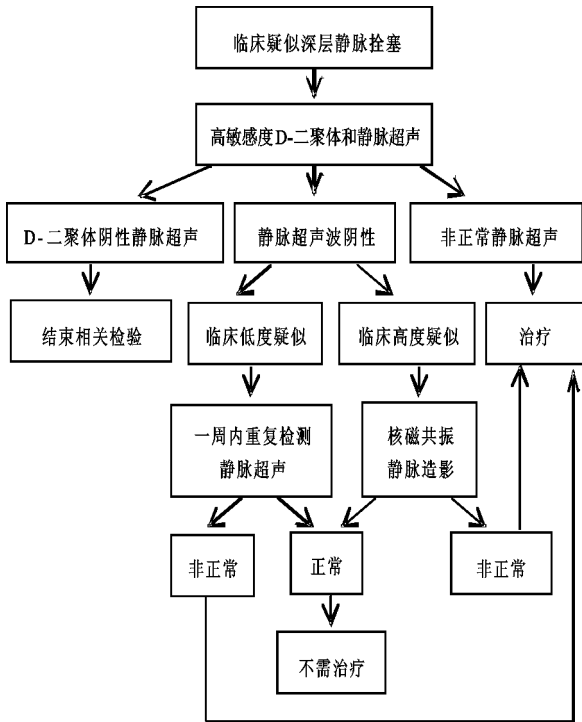 临床疑似深层静脉拴塞
高敏感度D-二聚体和静脉超声
D-二聚体阴性静脉超声
静脉超声波阴性
非正常静脉超声
结束相关检验
临床低度疑似
临床高度疑似
治疗
一周内重复检测
静脉超声
核磁共振
静脉造影
非正常
正常
非正常
不需治疗